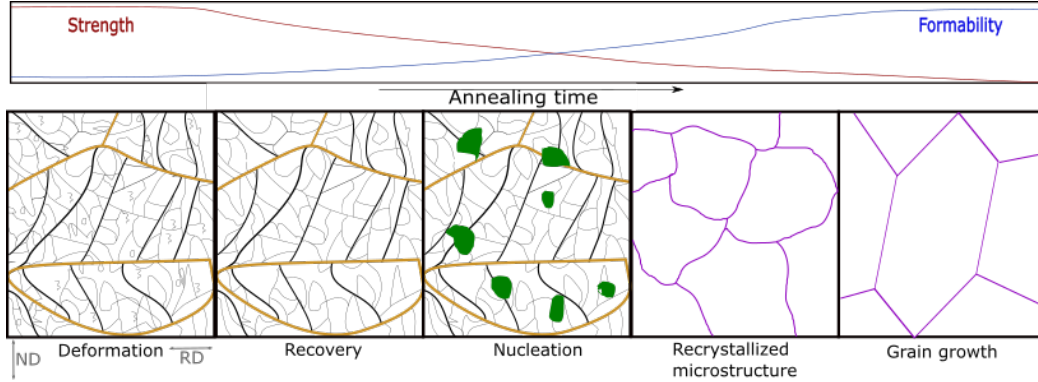 Strength
Formability
Annealing time
ND
Deformation
RD
Recovery
Nucleation
Recrystallized
microstructure
Grain growth